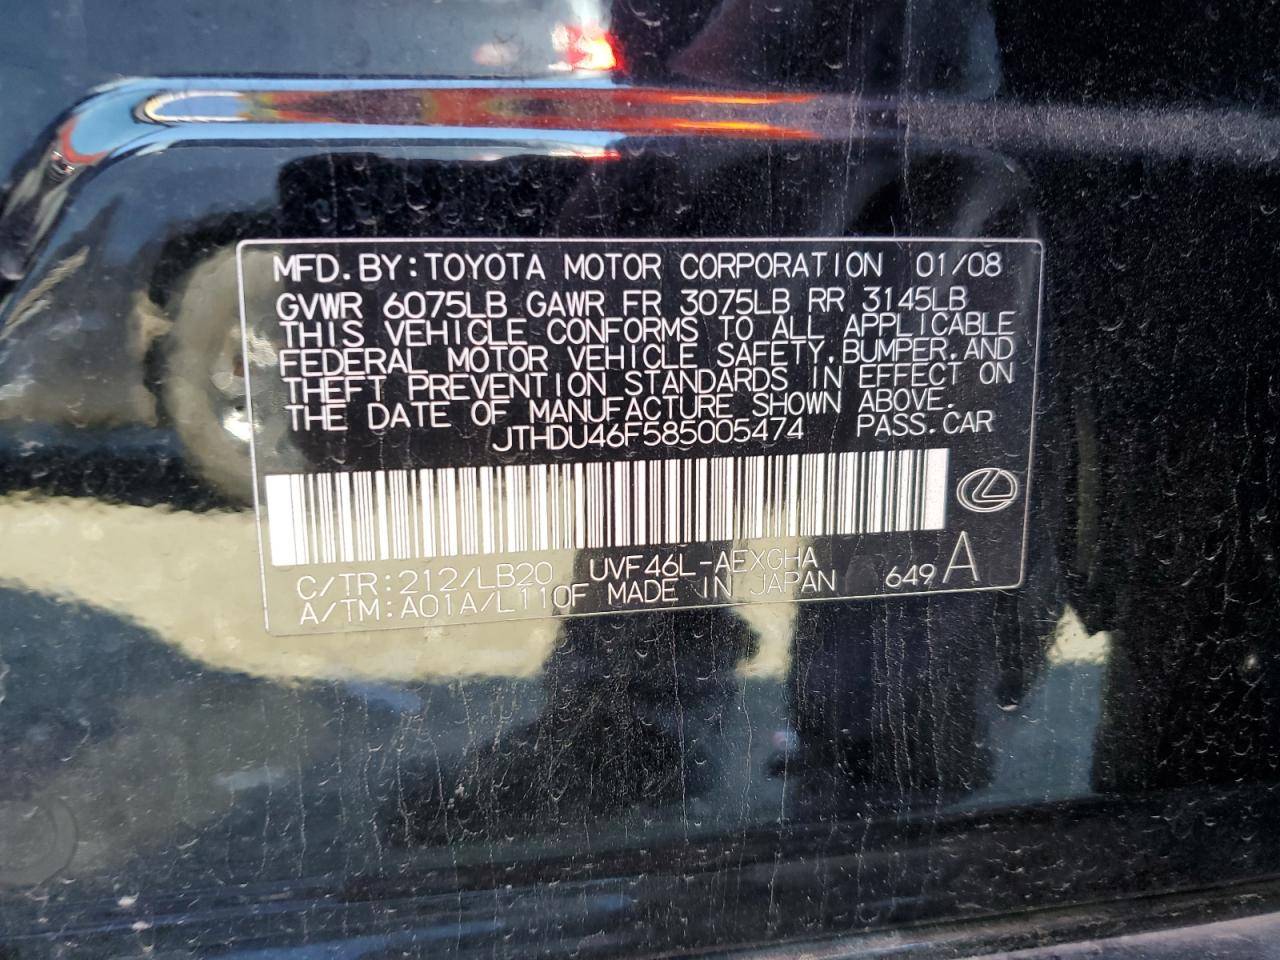 MFD.BY:TOYOTA MOTOR CORPORATION 01/08
GVWR 6075LB GAWR FR 3075LB RR 3145LB
THIS VEHICLE CONFORMS TO ALL APPLICABLE
FEDERAL MOTOR VEHICLE SAFETY,BUMPER,AND
THEFT PREVENTION STANDARDS IN EFFECT ON
THE DATE OF MANUFACTURE SHOWN ABOVE.
JTHDU46F585005474 PASS.CAR
C/TR:212/LB20 UVF46L-AEXGHA
A/TM:A01A/L110F MADE IN JAPAN 649 A